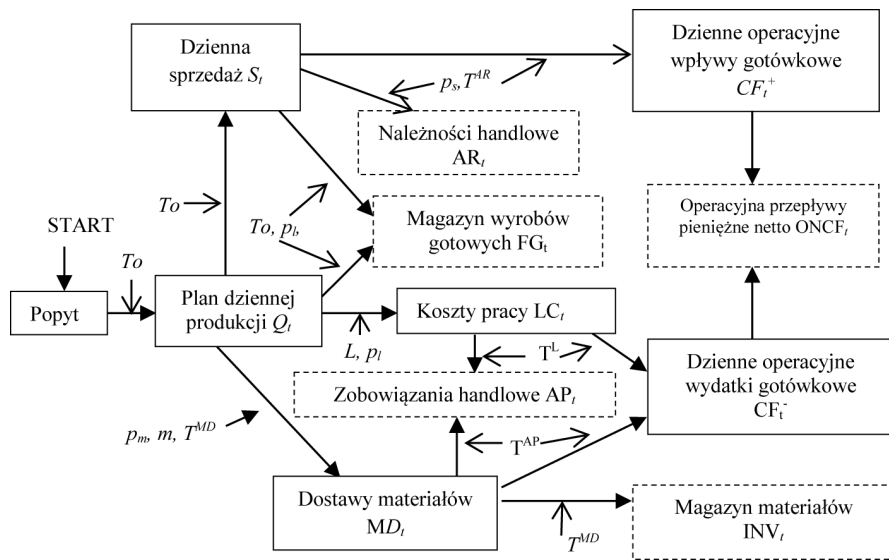 Dzienna
sprzedaż S_t
Dzienne operacyjne
wpływy gotówkowe
CF_t^+
p_s, T^AR
Należności handlowe
AR_t
To
To, p_b,
Magazyn wyrobów
gotowych FG_t
Operacyjna przepływy
pieniężne netto ONCF_t
START
To
Popyt
Plan dziennej
produkcji Q_t
Koszty pracy LC_t
L, p_l
T^L
Dzienne operacyjne
wydatki gotówkowe
CF_t^-
Zobowiązania handlowe AP_t
p_m, m, T^MD
T^AP
Dostawy materiałów
MD_t
T^MD
Magazyn materiałów
INV_t